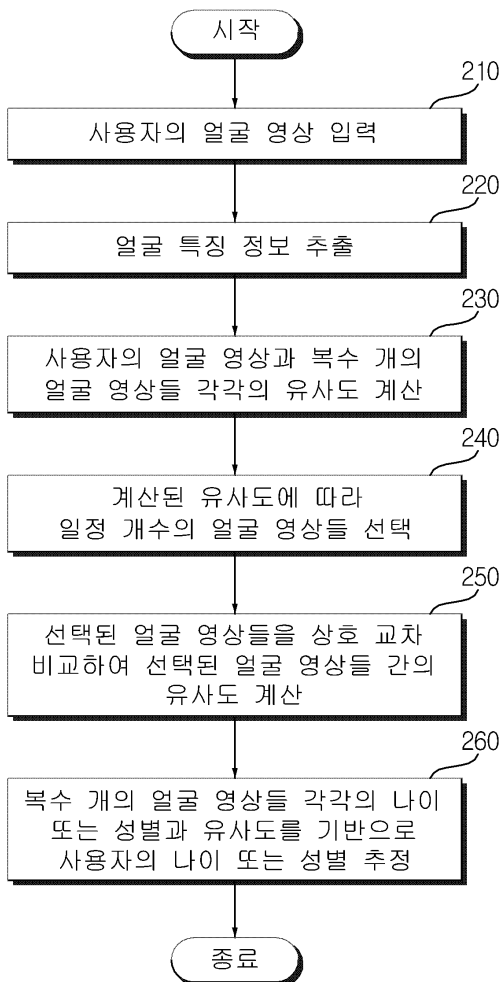 시작
210
사용자의 얼굴 영상 입력
220
얼굴 특징 정보 추출
230
사용자의 얼굴 영상과 복수 개의
얼굴 영상들 각각의 유사도 계산
240
계산된 유사도에 따라
일정 개수의 얼굴 영상들 선택
250
선택된 얼굴 영상들을 상호 교차
비교하여 선택된 얼굴 영상들 간의
유사도 계산
260
복수 개의 얼굴 영상들 각각의 나이
또는 성별과 유사도를 기반으로
사용자의 나이 또는 성별 추정
종료